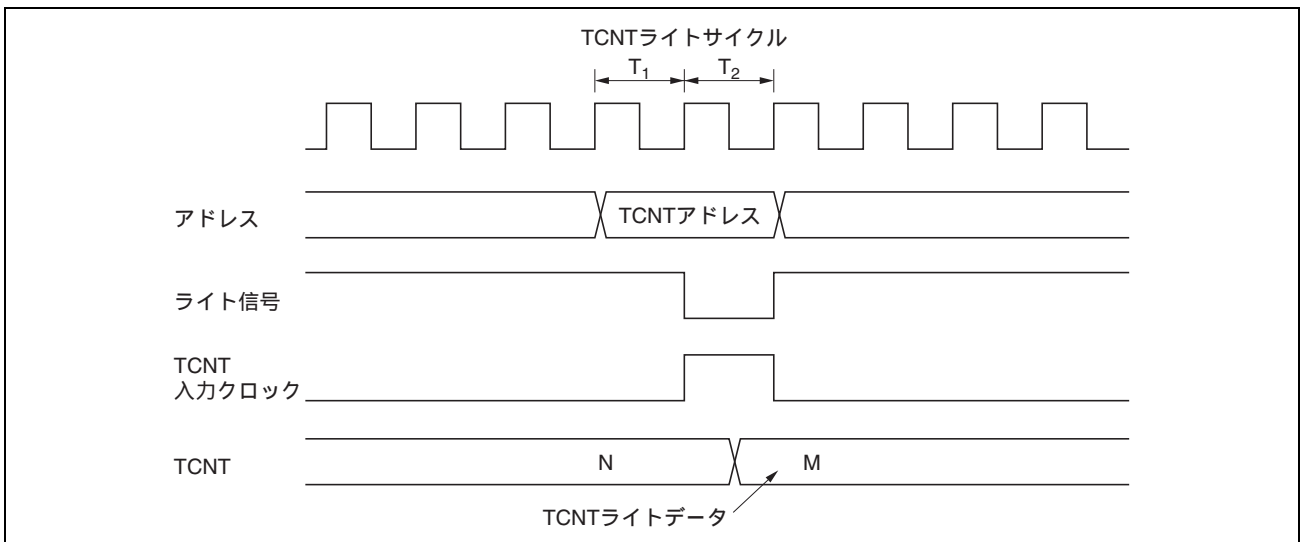 TCNTライトサイクル
T1 T2
アドレス TCNTアドレス
ライト信号
TCNT
入力クロック
TCNT N M
TCNTライトデータ